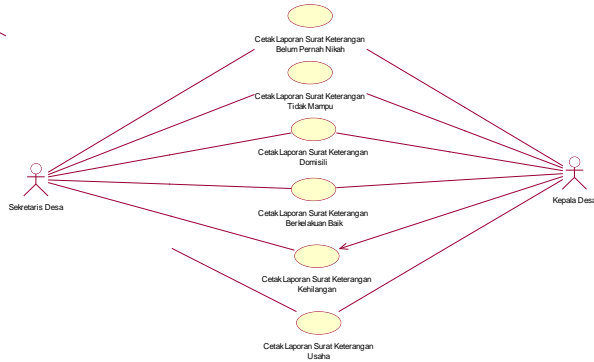 Cetak Laporan Surat Keterangan
Belum Pernah Nikah
Cetak Laporan Surat Keterangan
Tidak Mampu
Cetak Laporan Surat Keterangan
Domisili
Sekretaris Desa
Kepala Desa
Cetak Laporan Surat Keterangan
Berkelakuan Baik
Cetak Laporan Surat Keterangan
Kehilangan
Cetak Laporan Surat Keterangan
Usaha